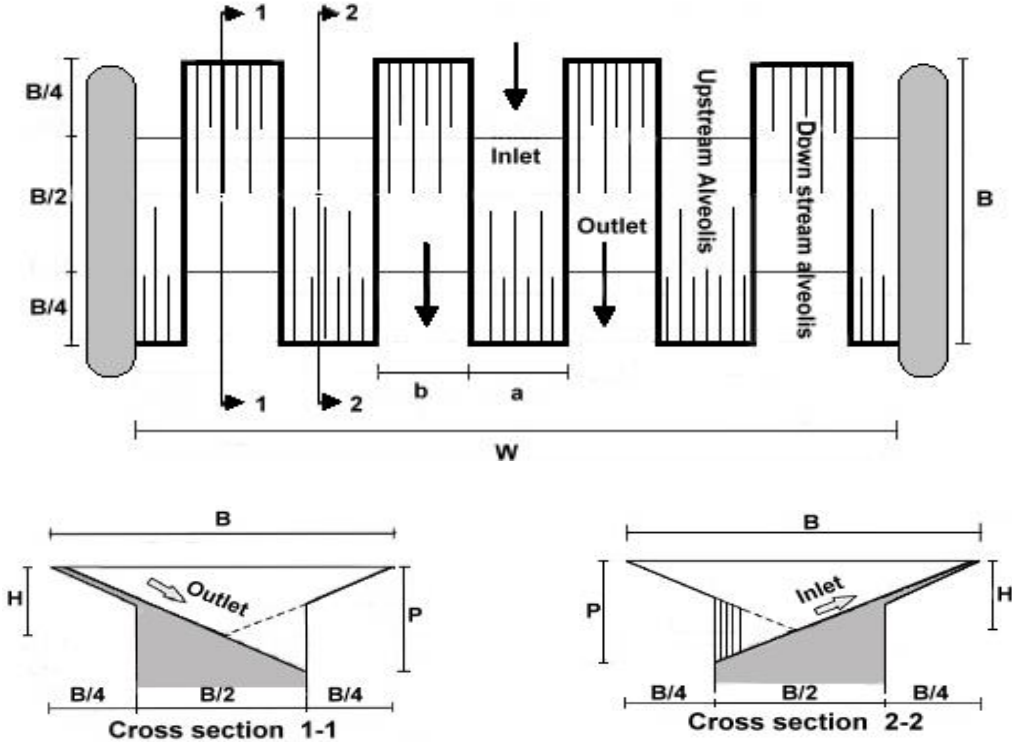 1
2
B/4
B/2
B/4
Inlet
Outlet
Upstream Alveolis
Down stream alveolis
B
1
2
b
a
W
B
H
Outlet
P
B/4
B/2
B/4
Cross section 1-1
B
P
Inlet
H
B/4
B/2
B/4
Cross section 2-2